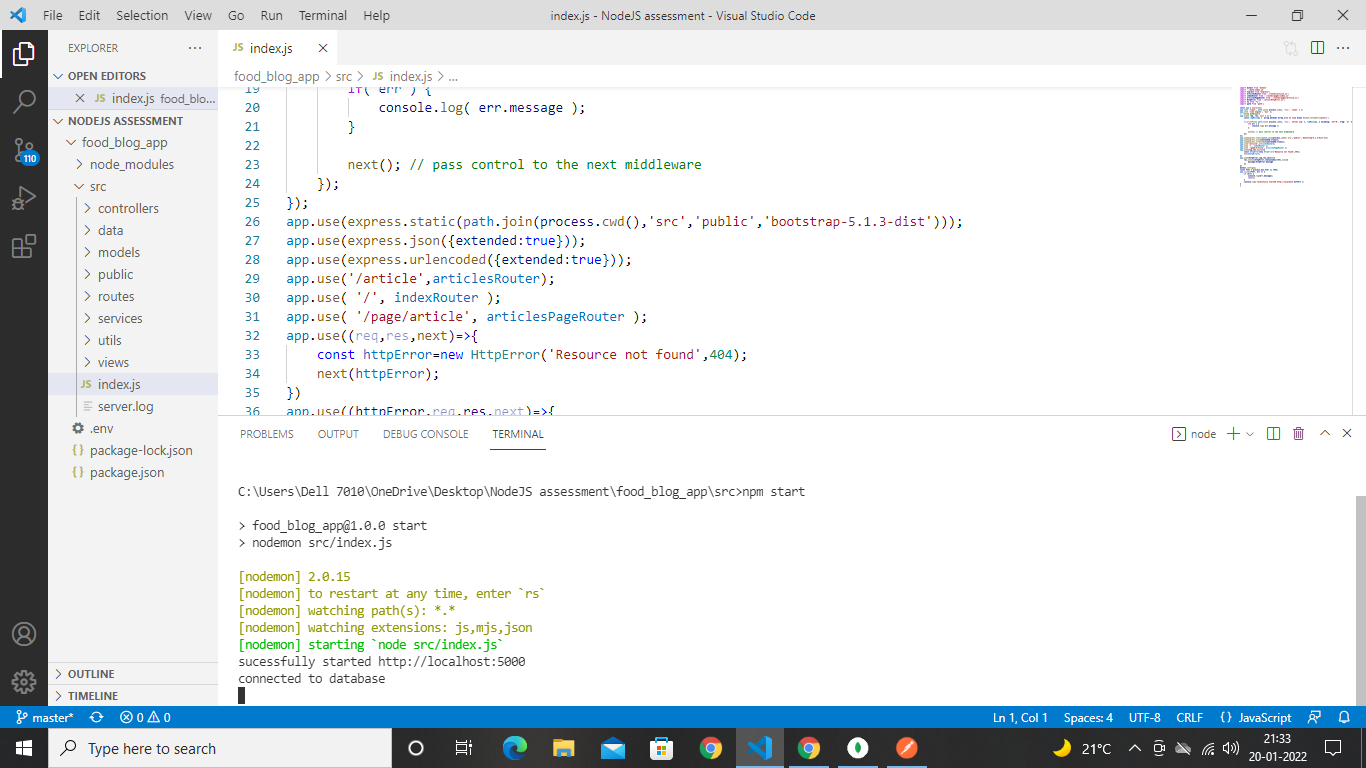 File Edit Selection View Go Run Terminal Help
index.js - NodeJS assessment - Visual Studio Code
EXPLORER
JS index.js
OPEN EDITORS
JS index.js food_blo...
NODEJS ASSESSMENT
food_blog_app
node_modules
src
controllers
data
models
public
routes
services
utils
views
JS index.js
server.log
.env
package-lock.json
package.json
OUTLINE
TIMELINE
110
food_blog_app > src > JS index.js > ...
19 if( err ) {
20 console.log( err.message );
21 }
22
23 next(); // pass control to the next middleware
24 });
25 });
26 app.use(express.static(path.join(process.cwd(),'src','public','bootstrap-5.1.3-dist')));
27 app.use(express.json({extended:true}));
28 app.use(express.urlencoded({extended:true}));
29 app.use('/article',articlesRouter);
30 app.use( '/', indexRouter );
31 app.use( '/page/article', articlesPageRouter );
32 app.use((req,res,next)=>{
33 const httpError=new HttpError('Resource not found',404);
34 next(httpError);
35 })
36 app.use((httpError,req,res,next)=>{
PROBLEMS OUTPUT DEBUG CONSOLE TERMINAL
node
C:\Users\Dell 7010\OneDrive\Desktop\NodeJS assessment\food_blog_app\src>npm start
> food_blog_app@1.0.0 start
> nodemon src/index.js
[nodemon] 2.0.15
[nodemon] to restart at any time, enter `rs`
[nodemon] watching path(s): *.*
[nodemon] watching extensions: js,mjs,json
[nodemon] starting `node src/index.js`
sucessfully started http://localhost:5000
connected to database
master* 0 0
Ln 1, Col 1 Spaces: 4 UTF-8 CRLF {} JavaScript
Type here to search
21°C
21:33
20-01-2022